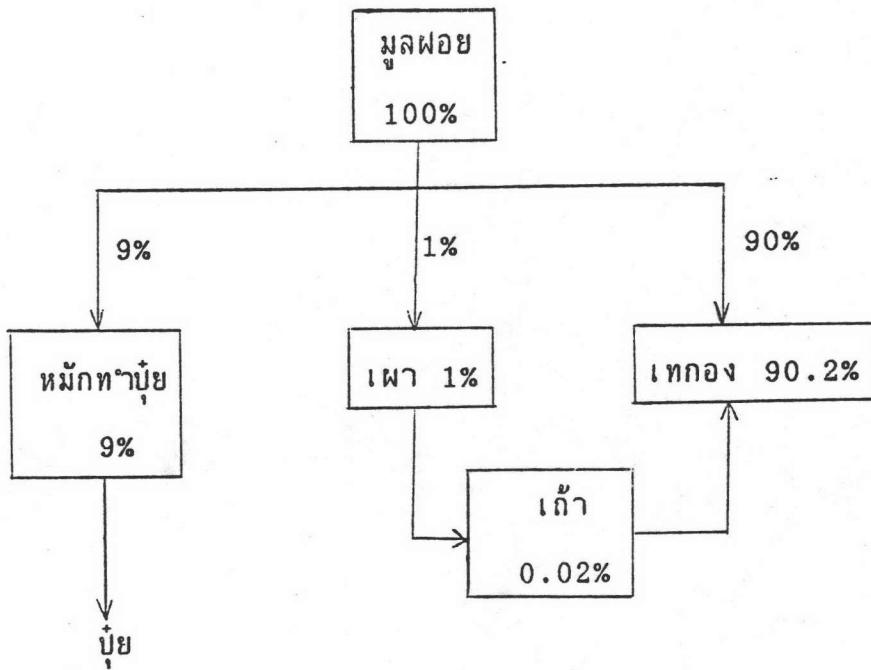 มูลฝอย
100%
9%
1%
90%
หมักทำปุ๋ย
9%
เผา 1%
เทกอง 90.2%
เถ้า
0.02%
ปุ๋ย